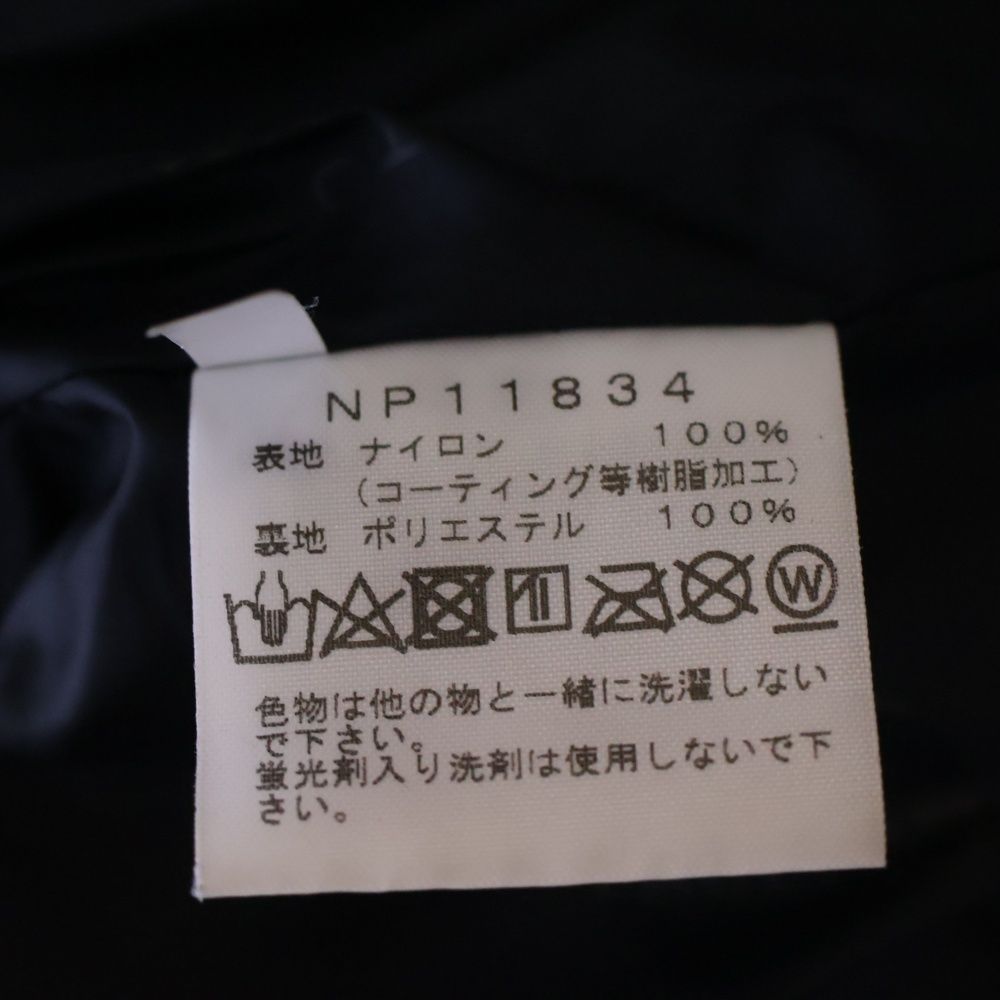 NP11834
表地 ナイロン 100%
(コーティング等樹脂加工)
裏地 ポリエステル 100%
W
色物は他の物と一緒に洗濯しない
で下さい。
蛍光剤入り洗剤は使用しないで下
さい。